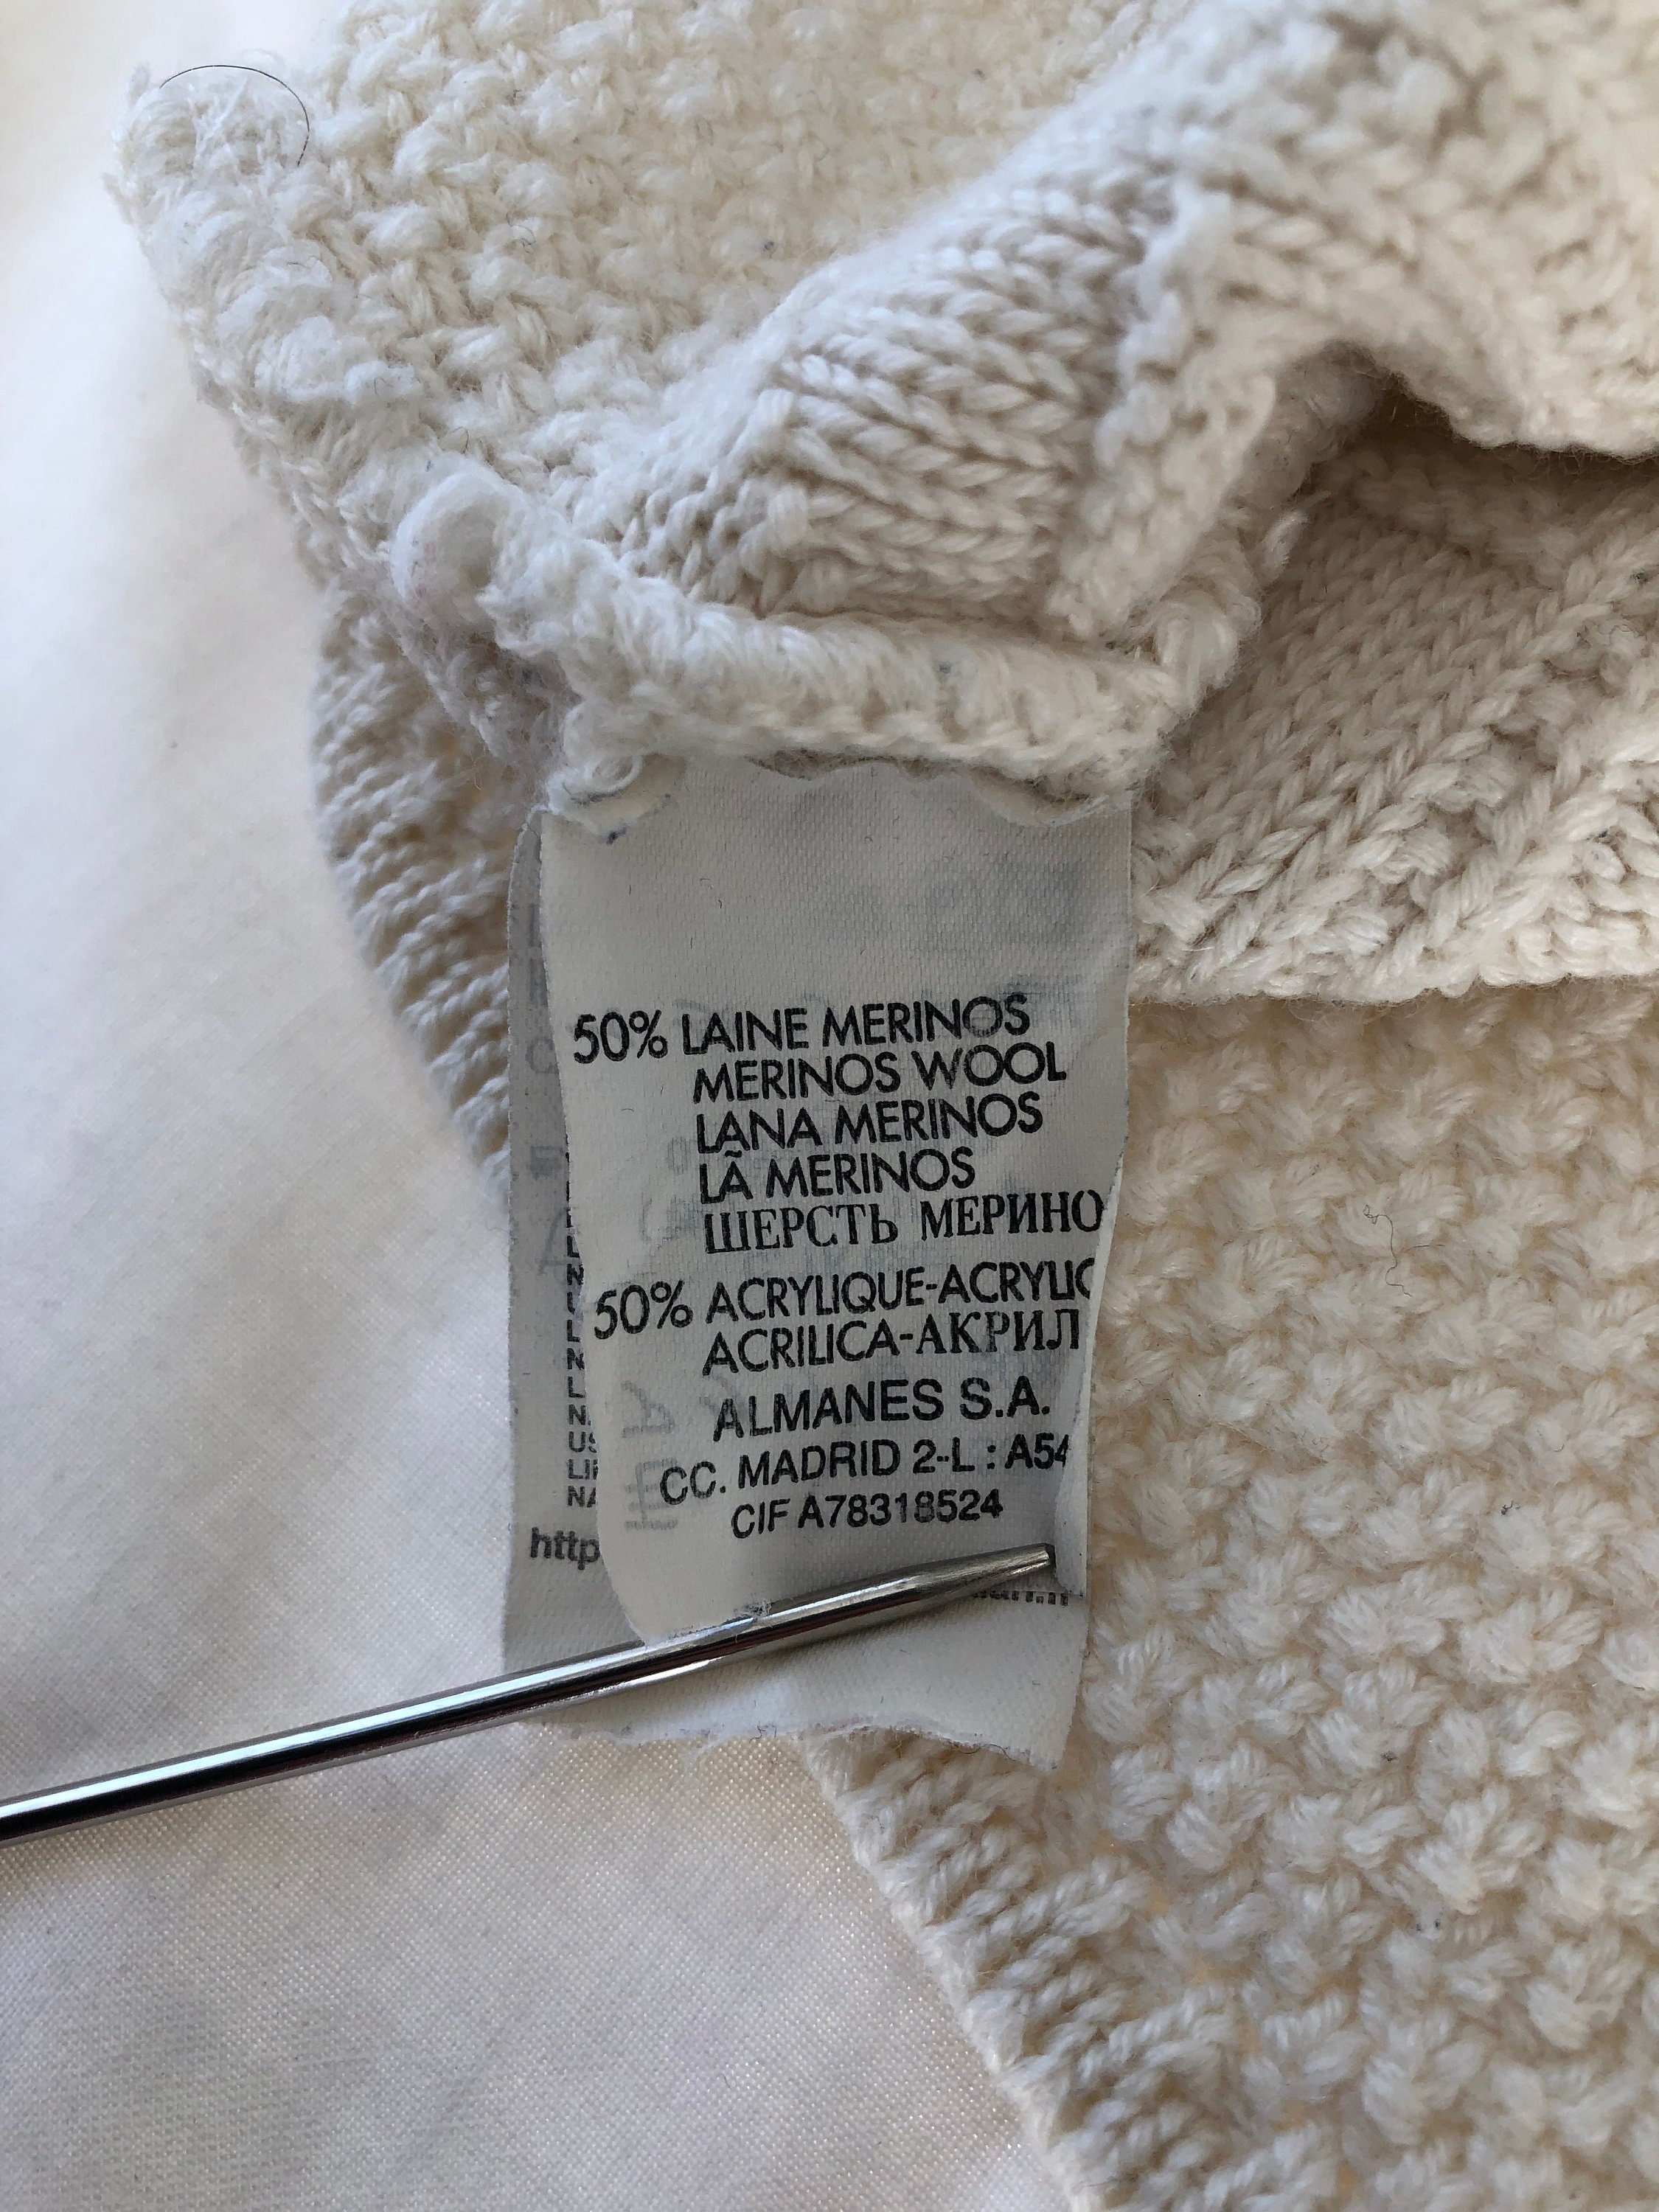 50% LAINE MERINOS
MERINOS WOOL
LANA MERINOS
LÃ MERINOS
ШЕРСТЬ МЕРИНО
50% ACRYLIQUE-ACRYLIC
ACRILICA-АКРИЛ
ALMANES S.A.
CC. MADRID 2-L : A54
CIF A78318524
http